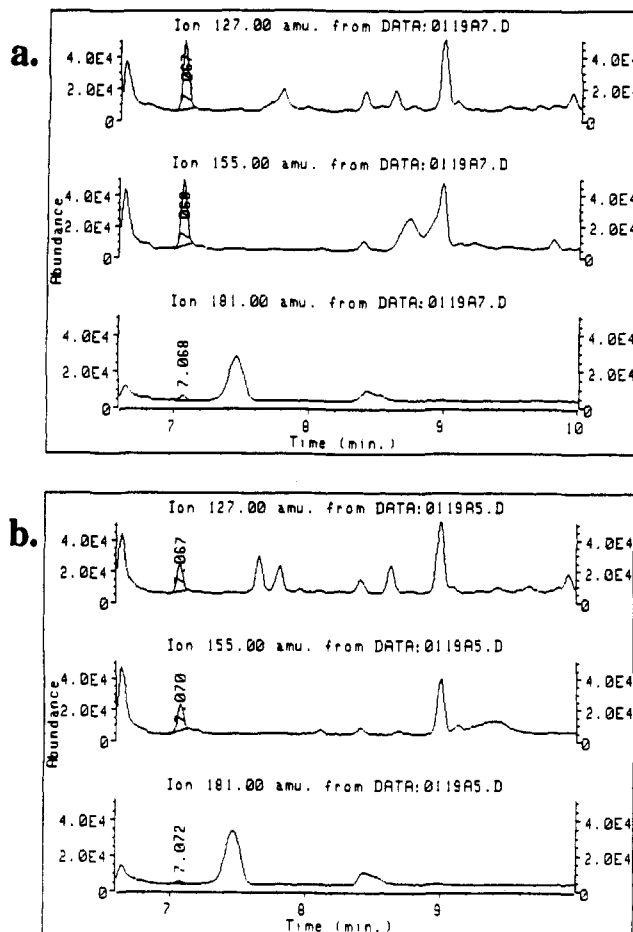 a.
Ion 127.00 amu. from DATA:0119A7.D
4.0E4
2.0E4
0
4.0E4
2.0E4
0
Ion 155.00 amu. from DATA:0119A7.D
4.0E4
2.0E4
0
4.0E4
2.0E4
0
Abundance
Ion 181.00 amu. from DATA:0119A7.D
4.0E4
2.0E4
0
7.068
4.0E4
2.0E4
0
7 8 9 10
Time (min.)
b.
Ion 127.00 amu. from DATA:0119A5.D
4.0E4
2.0E4
0
4.0E4
2.0E4
0
Ion 155.00 amu. from DATA:0119A5.D
4.0E4
2.0E4
0
7.070
4.0E4
2.0E4
0
Abundance
Ion 181.00 amu. from DATA:0119A5.D
4.0E4
2.0E4
0
7.072
4.0E4
2.0E4
0
7 8 9
Time (min.)